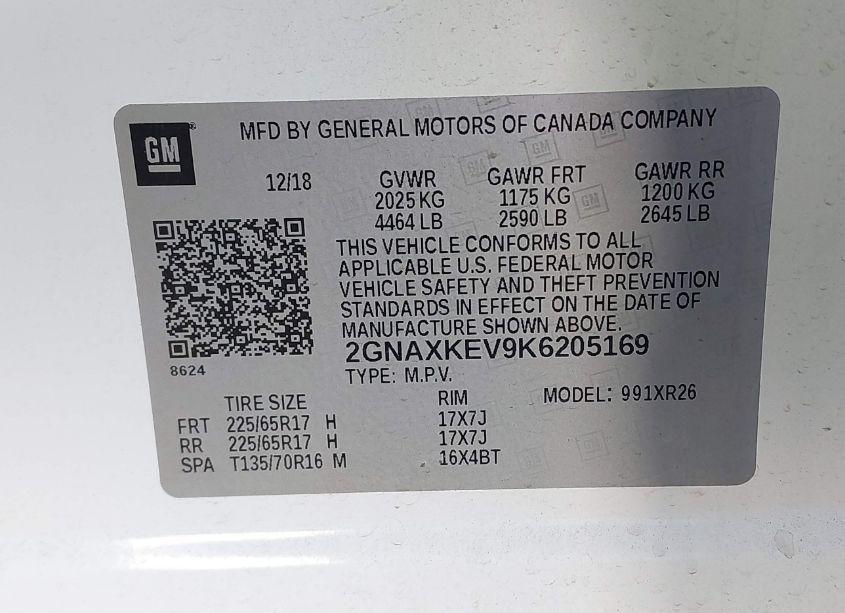 GM
MFD BY GENERAL MOTORS OF CANADA COMPANY
12/18 GVWR GAWR FRT GAWR RR
2025 KG 1175 KG 1200 KG
4464 LB 2590 LB 2645 LB
THIS VEHICLE CONFORMS TO ALL
APPLICABLE U.S. FEDERAL MOTOR
VEHICLE SAFETY AND THEFT PREVENTION
STANDARDS IN EFFECT ON THE DATE OF
MANUFACTURE SHOWN ABOVE.
2GNAXKEV9K6205169
8624
TYPE: M.P.V.
TIRE SIZE RIM MODEL: 991XR26
FRT 225/65R17 H 17X7J
RR 225/65R17 H 17X7J
SPA T135/70R16 M 16X4BT